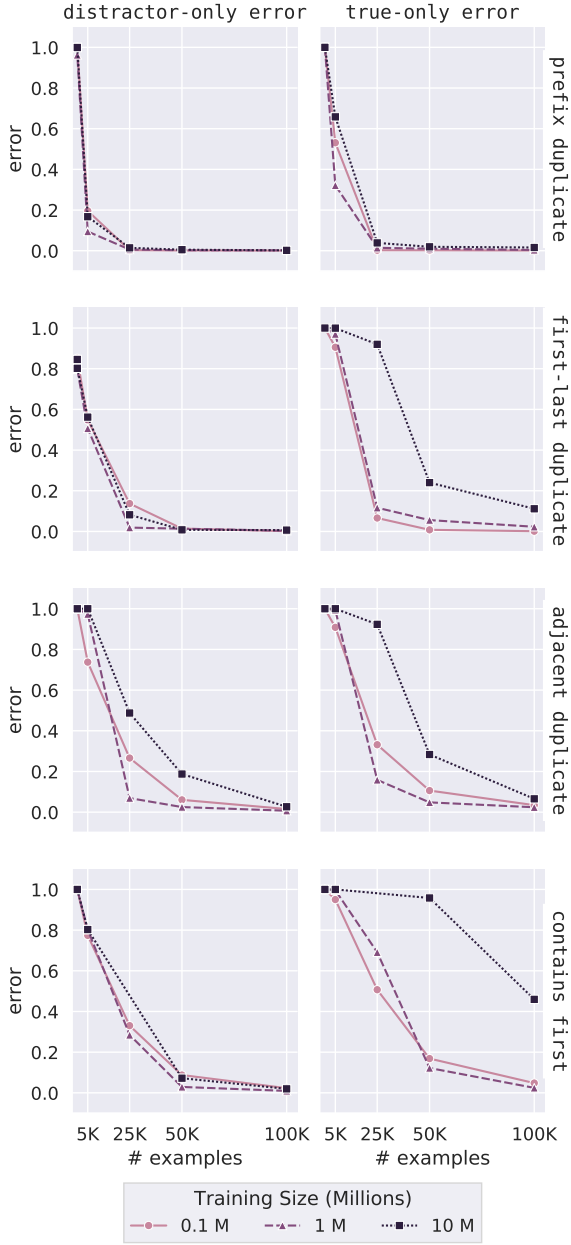 distractor-only error
true-only error
1.0
0.8
0.6
0.4
0.2
0.0
error
prefix duplicate
1.0
0.8
0.6
0.4
0.2
0.0
error
first-last duplicate
1.0
0.8
0.6
0.4
0.2
0.0
error
adjacent duplicate
1.0
0.8
0.6
0.4
0.2
0.0
error
contains first
5K 25K 50K 100K
5K 25K 50K 100K
# examples
# examples
Training Size (Millions)
0.1 M 1 M 10 M